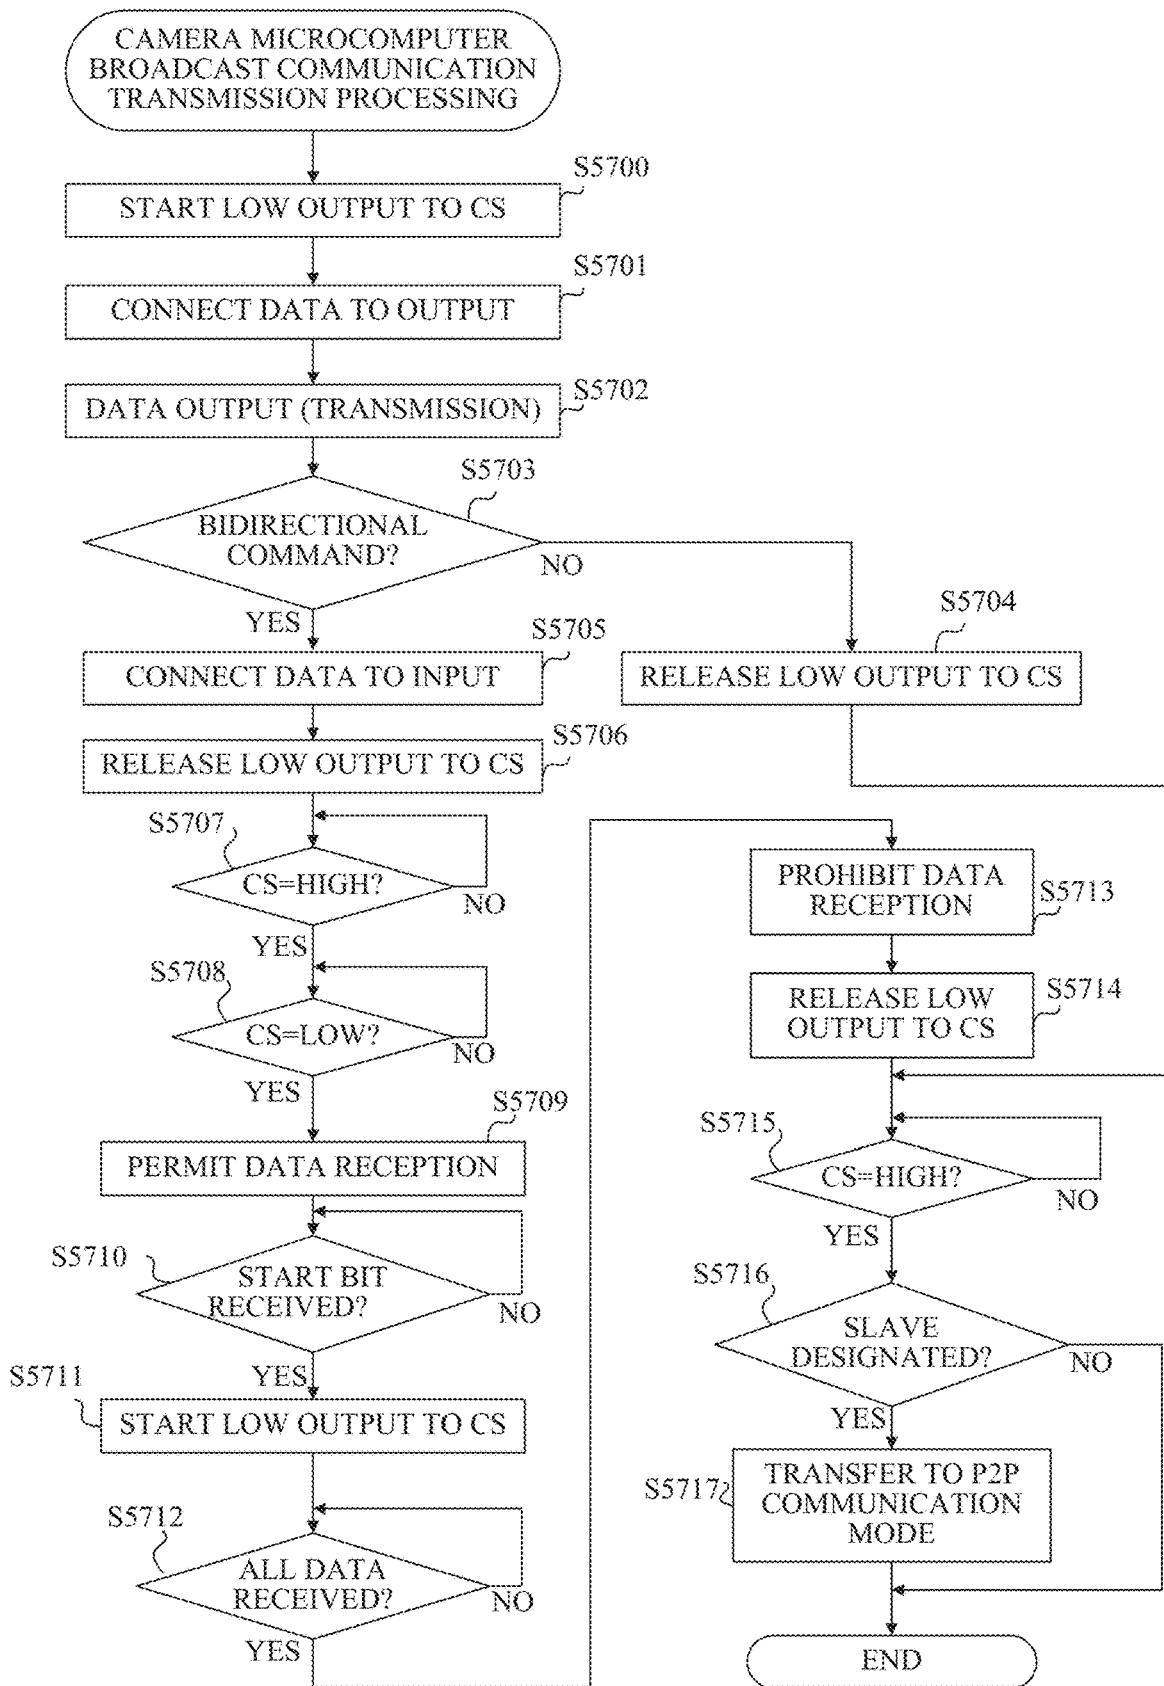 CAMERA MICROCOMPUTER
BROADCAST COMMUNICATION
TRANSMISSION PROCESSING
S5700
START LOW OUTPUT TO CS
S5701
CONNECT DATA TO OUTPUT
S5702
DATA OUTPUT (TRANSMISSION)
S5703
BIDIRECTIONAL
COMMAND?
NO
YES
S5704
RELEASE LOW OUTPUT TO CS
S5705
CONNECT DATA TO INPUT
S5706
RELEASE LOW OUTPUT TO CS
S5707
CS=HIGH?
NO
YES
S5708
CS=LOW?
NO
YES
S5709
PERMIT DATA RECEPTION
S5710
START BIT
RECEIVED?
NO
YES
S5711
START LOW OUTPUT TO CS
S5712
ALL DATA
RECEIVED?
NO
YES
PROHIBIT DATA
RECEPTION
S5713
RELEASE LOW
OUTPUT TO CS
S5714
S5715
CS=HIGH?
NO
YES
S5716
SLAVE
DESIGNATED?
NO
YES
S5717
TRANSFER TO P2P
COMMUNICATION
MODE
END